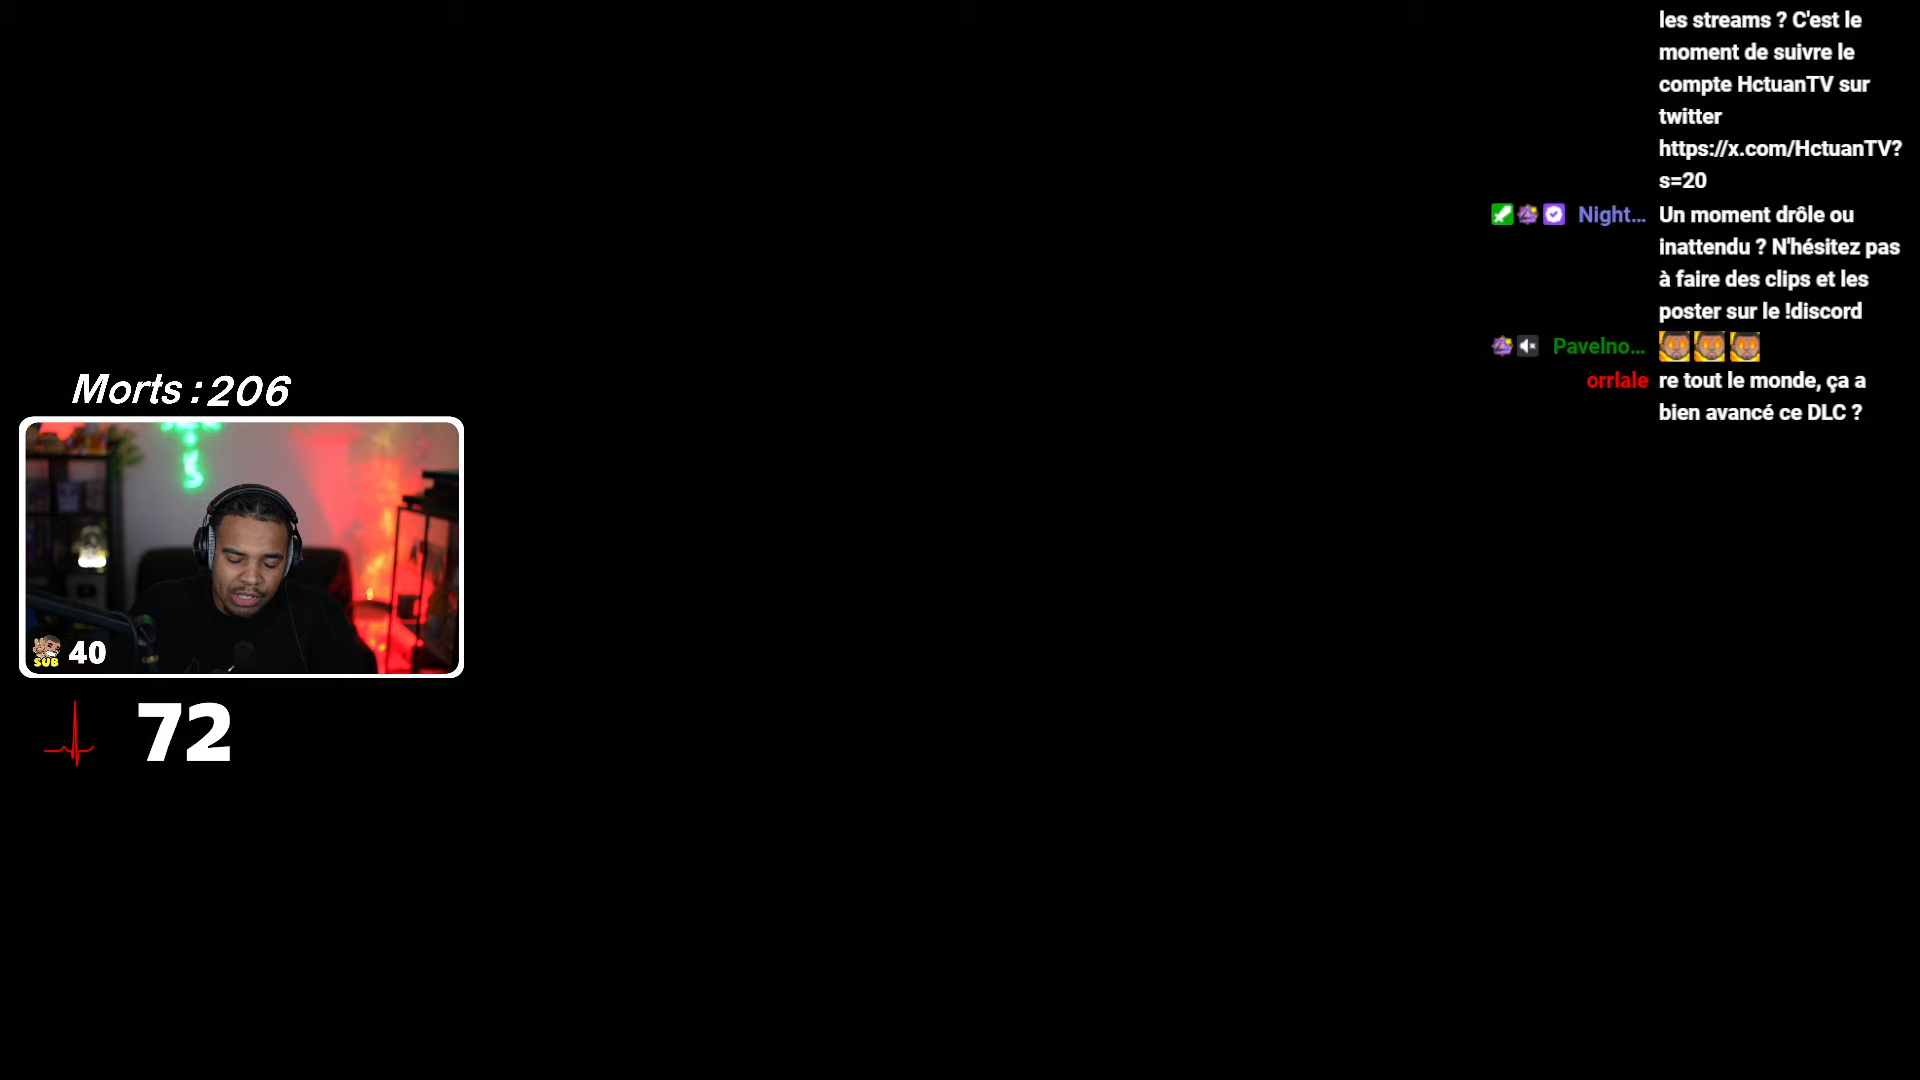 les streams ? C'est le
moment de suivre le
compte HctuanTV sur
twitter
https://x.com/HctuanTV?
s=20
Night... Un moment drôle ou
inattendu ? N'hésitez pas
à faire des clips et les
poster sur le !discord
Pavelno...
orrlale re tout le monde, ça a
bien avancé ce DLC ?
Morts : 206
SUB 40
72